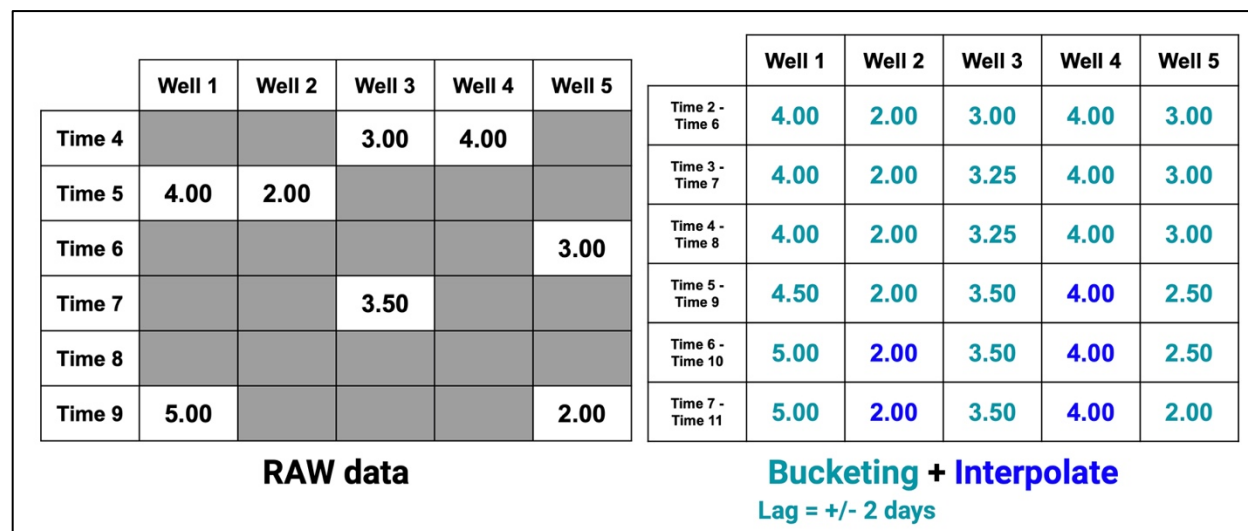 Well 1 Well 2 Well 3 Well 4 Well 5
Time 4 3.00 4.00
Time 5 4.00 2.00
Time 6 3.00
Time 7 3.50
Time 8
Time 9 5.00 2.00
RAW data
Well 1 Well 2 Well 3 Well 4 Well 5
Time 2 -
Time 6
4.00 2.00 3.00 4.00 3.00
Time 3 -
Time 7
4.00 2.00 3.25 4.00 3.00
Time 4 -
Time 8
4.00 2.00 3.25 4.00 3.00
Time 5 -
Time 9
4.50 2.00 3.50 4.00 2.50
Time 6 -
Time 10
5.00 2.00 3.50 4.00 2.50
Time 7 -
Time 11
5.00 2.00 3.50 4.00 2.00
Bucketing + Interpolate
Lag = +/- 2 days